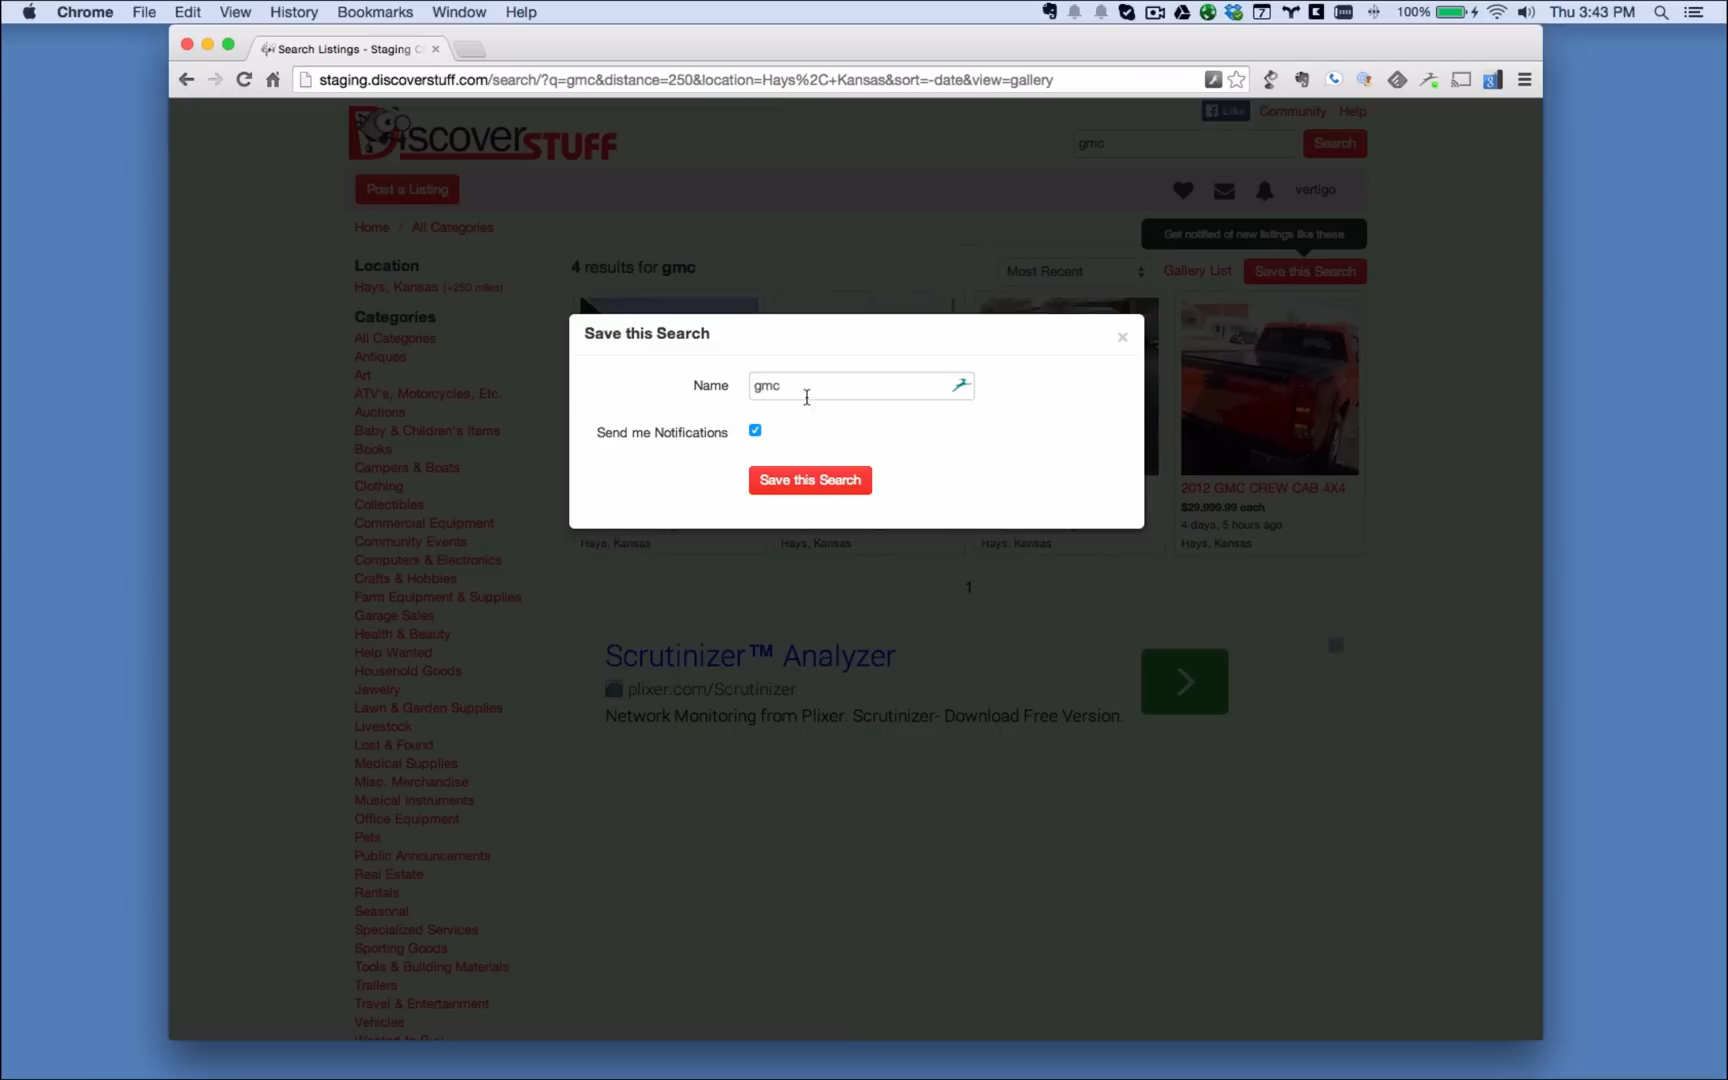 Chrome File Edit View History Bookmarks Window Help
7
100%
Thu 3:43 PM
Search Listings - Staging
staging.discoverstuff.com/search/?q=gmc&distance=250&location=Hays%2C+Kansas&sort=-date&view=gallery
DiscoverSTUFF
Like Community Help
gmc Search
Post a Listing
vertigo
Home / All Categories
Get notified of new listings like these
Location
4 results for gmc
Most Recent Gallery List Save this Search
Hays, Kansas (+250 miles)
Categories
All Categories
Antiques
Art
ATV's, Motorcycles, Etc.
Auctions
Baby & Children's Items
Books
Campers & Boats
Clothing
Collectibles
Commercial Equipment
Community Events
Computers & Electronics
Crafts & Hobbies
Farm Equipment & Supplies
Garage Sales
Health & Beauty
Help Wanted
Household Goods
Jewelry
Lawn & Garden Supplies
Livestock
Lost & Found
Medical Supplies
Misc. Merchandise
Musical Instruments
Office Equipment
Pets
Public Announcements
Real Estate
Rentals
Seasonal
Specialized Services
Sporting Goods
Tools & Building Materials
Trailers
Travel & Entertainment
Vehicles
Wanted to Buy
Save this Search ×
Name gmc
Send me Notifications
Save this Search
2012 GMC CREW CAB 4X4
$29,999.99 each
4 days, 5 hours ago
Hays, Kansas Hays, Kansas Hays, Kansas Hays, Kansas
1
Scrutinizer™ Analyzer
plixer.com/Scrutinizer
Network Monitoring from Plixer. Scrutinizer- Download Free Version.